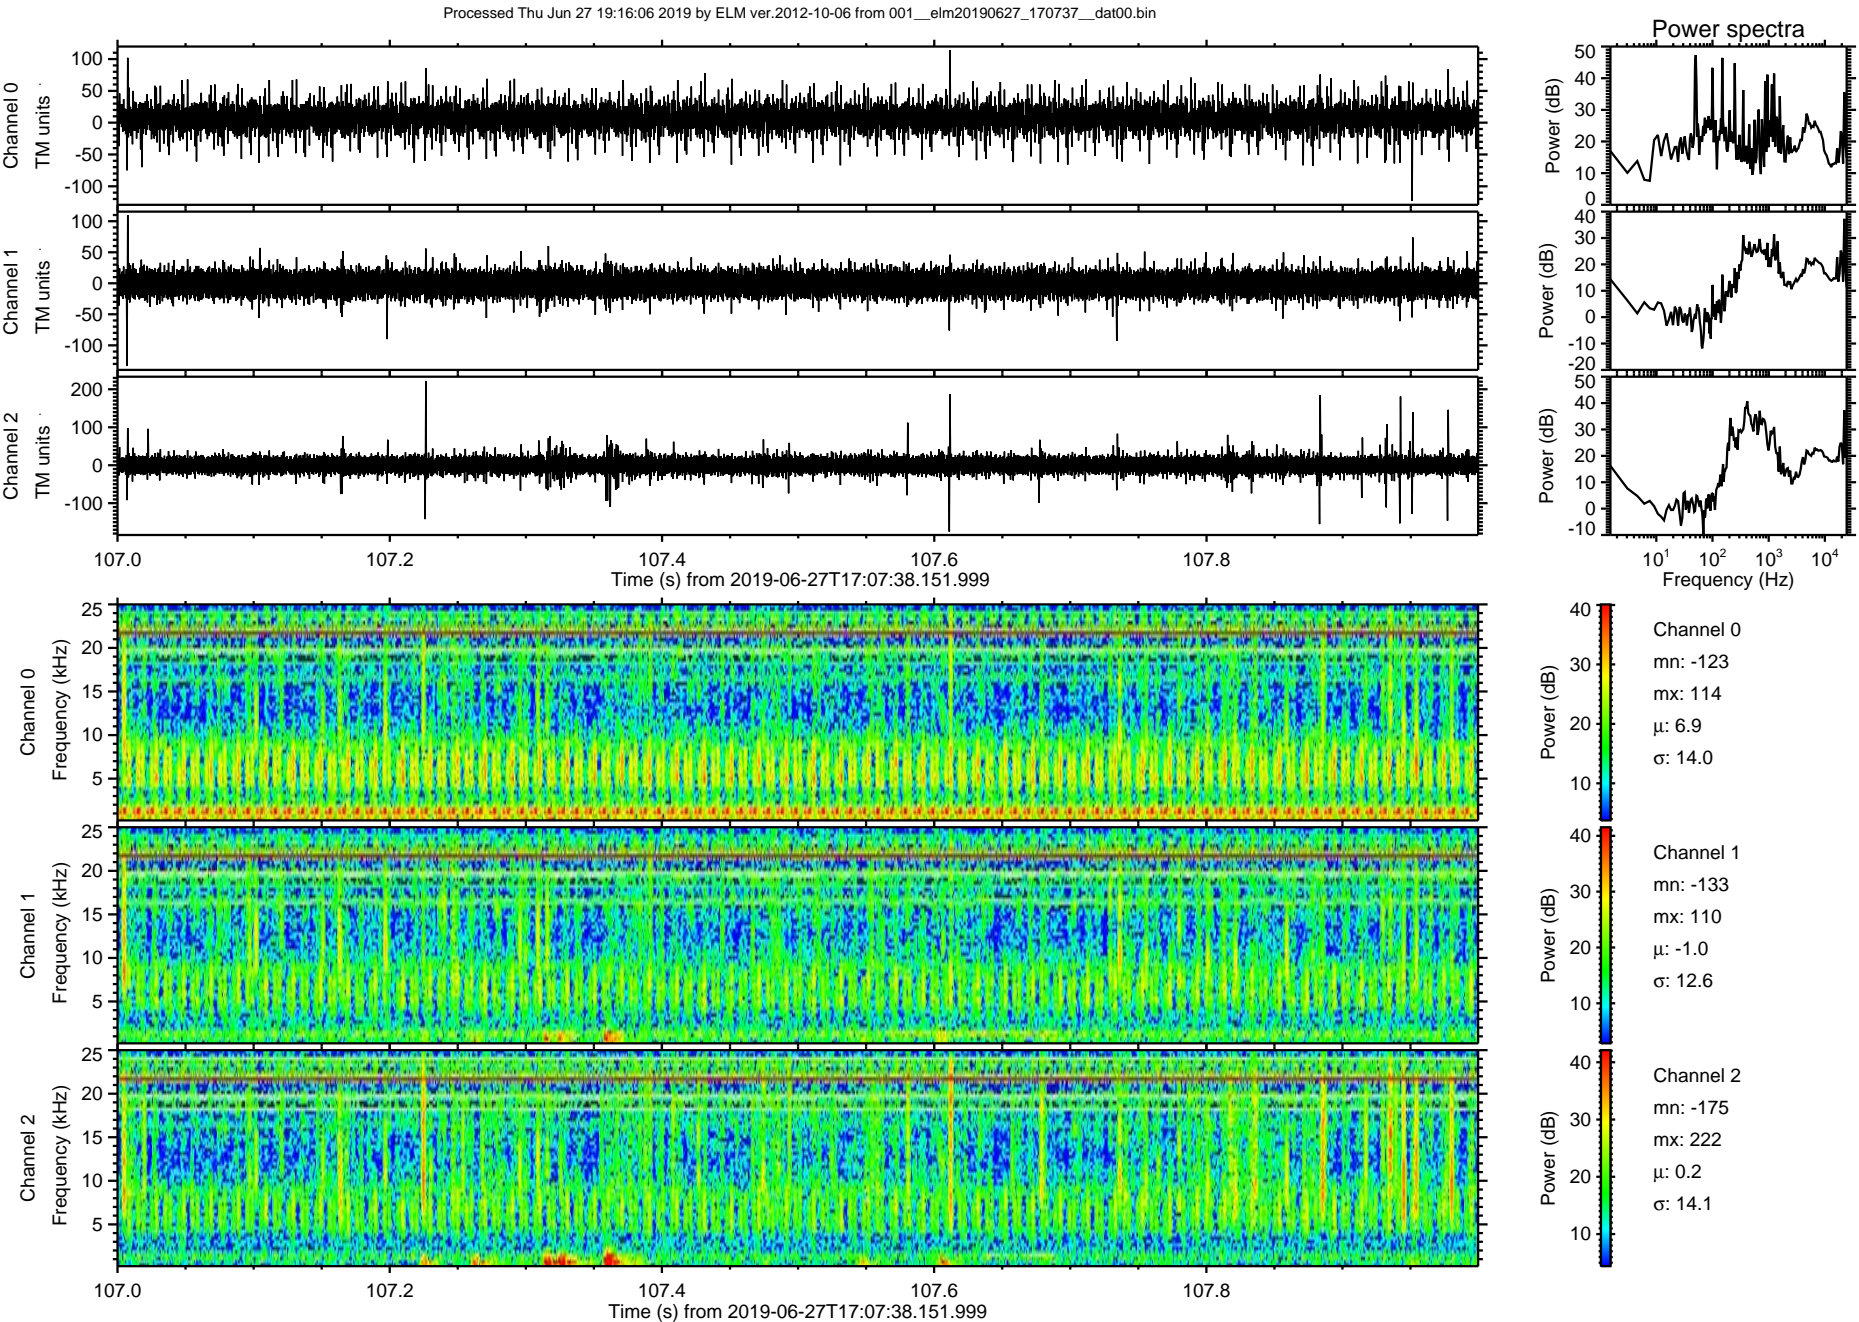 Processed Thu Jun 27 19:16:06 2019 by ELM ver.2012-10-06 from 001__elm20190627_170737__dat00.bin
Power spectra
Channel 0
TM units
100
50
0
-50
-100
Power (dB)
50
40
30
20
10
0
Channel 1
TM units
100
50
0
-50
-100
Power (dB)
40
30
20
10
0
-10
-20
Channel 2
TM units
200
100
0
-100
Power (dB)
50
40
30
20
10
0
-10
107.0 107.2 107.4 107.6 107.8
Time (s) from 2019-06-27T17:07:38.151.999
10¹ 10² 10³ 10⁴
Frequency (Hz)
Channel 0
Frequency (kHz)
25
20
15
10
5
Power (dB)
40
30
20
10
Channel 0
mn: -123
mx: 114
μ: 6.9
σ: 14.0
Channel 1
Frequency (kHz)
25
20
15
10
5
Power (dB)
40
30
20
10
Channel 1
mn: -133
mx: 110
μ: -1.0
σ: 12.6
Channel 2
Frequency (kHz)
25
20
15
10
5
Power (dB)
40
30
20
10
Channel 2
mn: -175
mx: 222
μ: 0.2
σ: 14.1
107.0 107.2 107.4 107.6 107.8
Time (s) from 2019-06-27T17:07:38.151.999